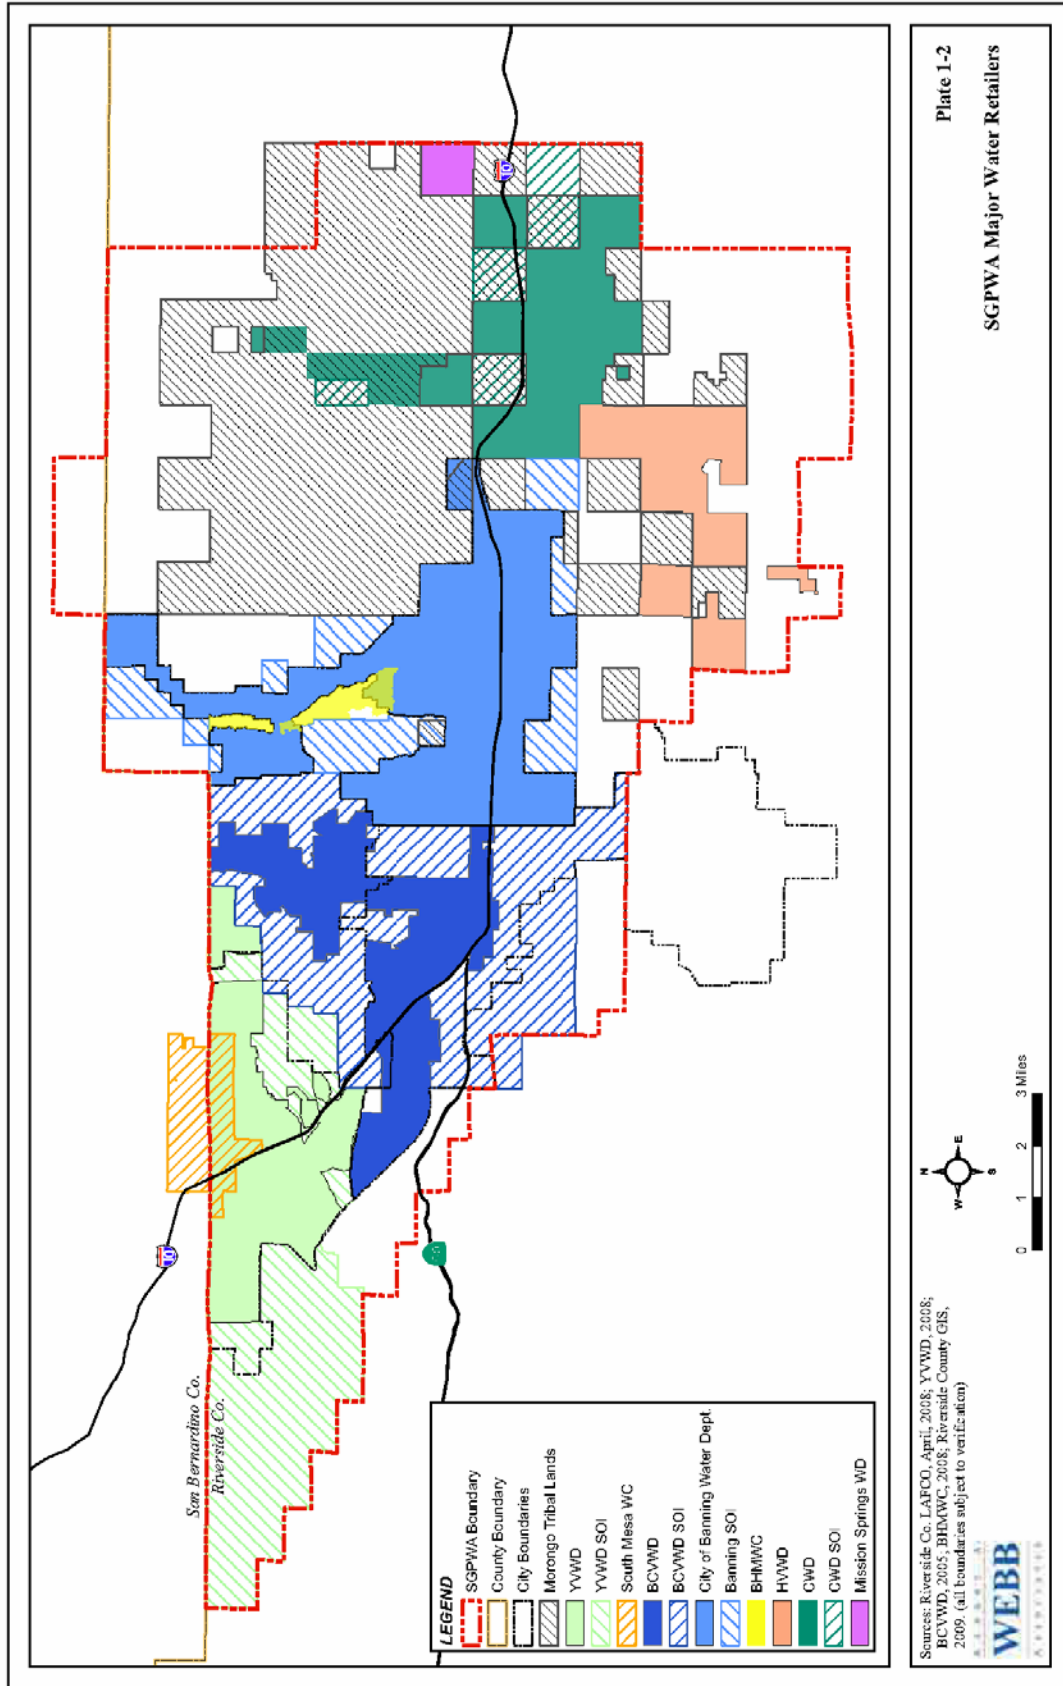 Plate 1-2
SGPWA Major Water Retailers
San Bernardino Co.
Riverside Co.
10
10
LEGEND
SGPWA Boundary
County Boundary
City Boundaries
Morongo Tribal Lands
YVWD
YVWD SOI
South Mesa WC
BCVWD
BCVWD SOI
City of Banning Water Dept.
Banning SOI
BHMWC
HVWD
CWD
CWD SOI
Mission Springs WD
N
W
E
S
0 1 2 3 Miles
Sources: Riverside Co. LAFCO, April, 2008; YVWD, 2008;
BCVWD, 2005; BHMWC, 2008; Riverside County GIS,
2009. (all boundaries subject to verification)
WEBB